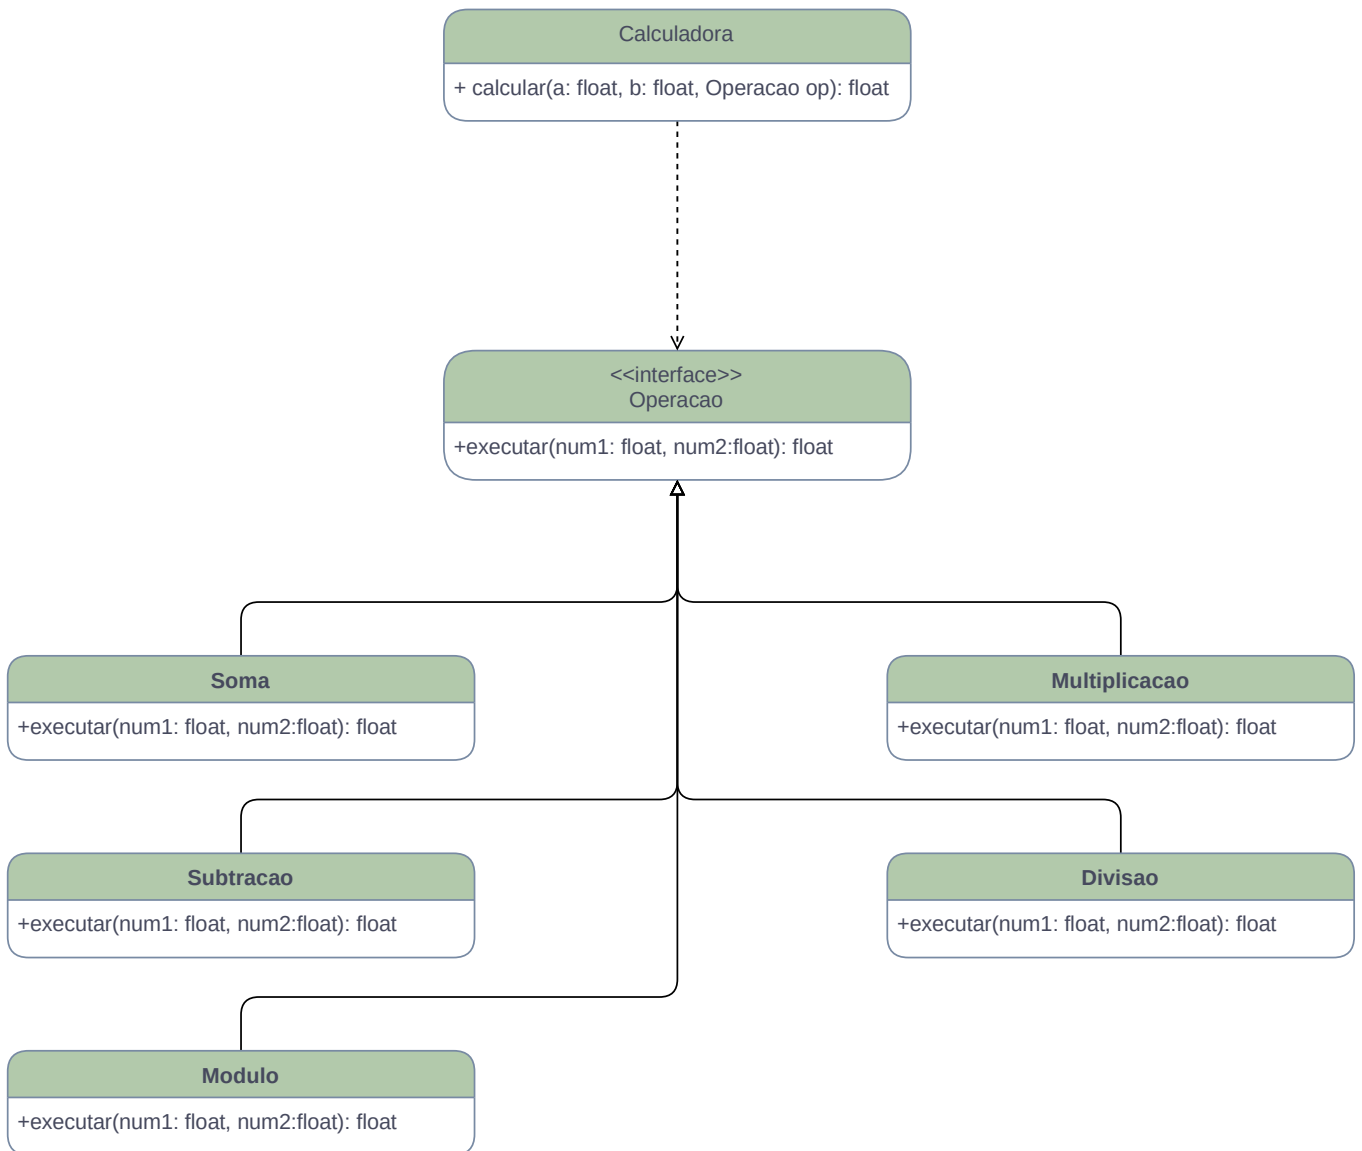 Calculadora
+ calcular(a: float, b: float, Operacao op): float
<<interface>>
Operacao
+executar(num1: float, num2:float): float
Soma
+executar(num1: float, num2:float): float
Multiplicacao
+executar(num1: float, num2:float): float
Subtracao
+executar(num1: float, num2:float): float
Divisao
+executar(num1: float, num2:float): float
Modulo
+executar(num1: float, num2:float): float